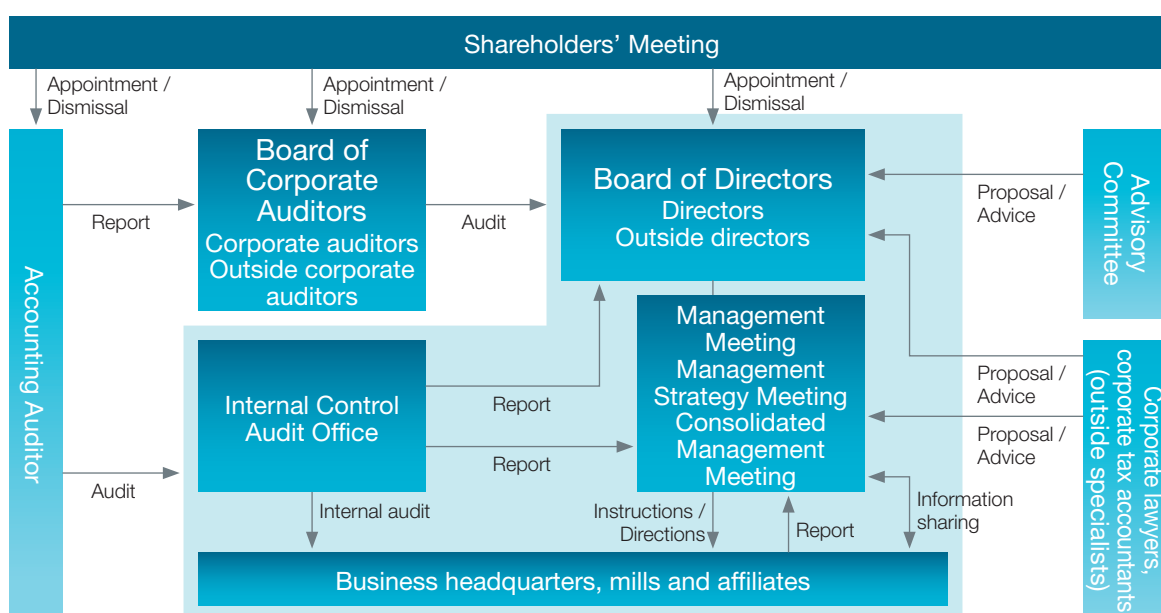 Shareholders’ Meeting
Appointment /
Dismissal
Appointment /
Dismissal
Appointment /
Dismissal
Accounting Auditor
Report
Board of
Corporate
Auditors
Corporate auditors
Outside corporate
auditors
Audit
Board of Directors
Directors
Outside directors
Proposal /
Advice
Advisory
Committee
Internal Control
Audit Office
Report
Report
Management
Meeting
Management
Strategy Meeting
Consolidated
Management
Meeting
Proposal /
Advice
Proposal /
Advice
Corporate lawyers,
corporate tax accountants
(outside specialists)
Audit
Internal audit
Instructions /
Directions
Report
Information
sharing
Business headquarters, mills and affiliates